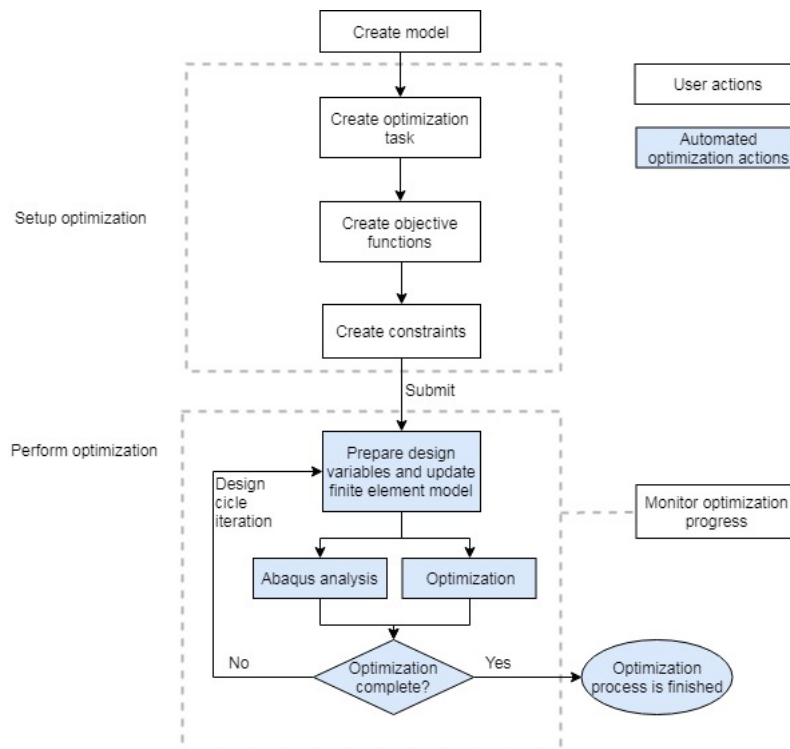 Create model
User actions
Create optimization
task
Automated
optimization actions
Setup optimization
Create objective
functions
Create constraints
Submit
Perform optimization
Prepare design
variables and update
finite element model
Design
cicle
iteration
Monitor optimization
progress
Abaqus analysis
Optimization
No
Optimization
complete?
Yes
Optimization
process is finished